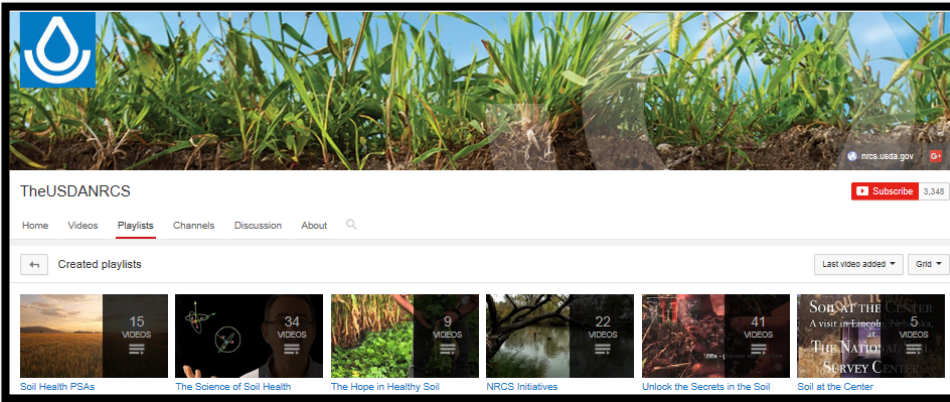 nrcs.usda.gov G+
TheUSDANRCS
Subscribe 3,348
Home Videos Playlists Channels Discussion About
Created playlists
Last video added Grid
15 VIDEOS
34 VIDEOS
9 VIDEOS
22 VIDEOS
41 VIDEOS
SOIL AT THE CENTER
A visit in Lincoln Nebraska,
at
THE NATIONAL SOIL
SURVEY CENTER
5 VIDEOS
Soil Health PSAs
The Science of Soil Health
The Hope in Healthy Soil
NRCS Initiatives
Unlock the Secrets in the Soil
Soil at the Center